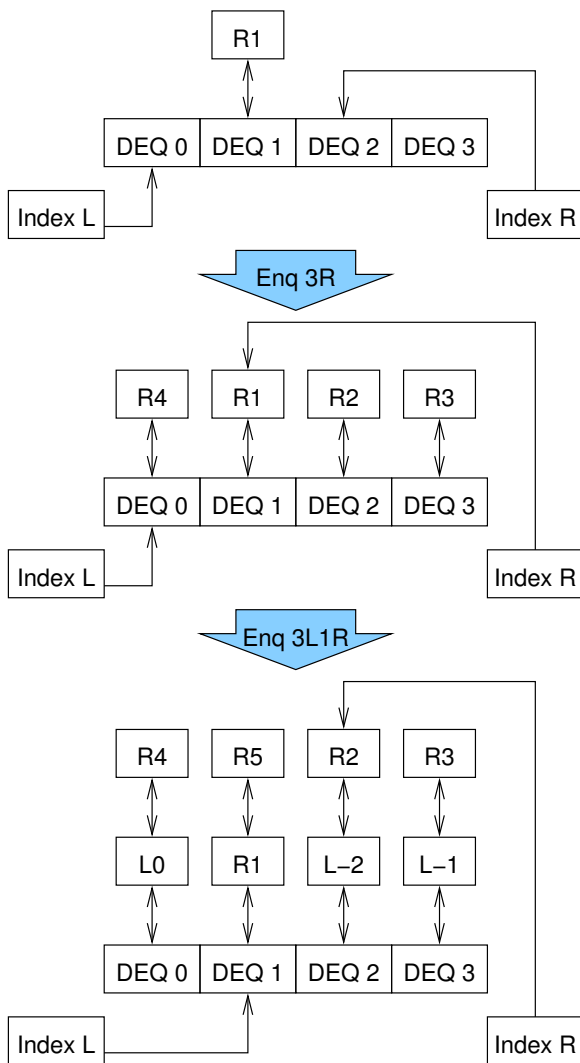 R1
DEQ 0 DEQ 1 DEQ 2 DEQ 3
Index L Index R
Enq 3R
R4 R1 R2 R3
DEQ 0 DEQ 1 DEQ 2 DEQ 3
Index L Index R
Enq 3L1R
R4 R5 R2 R3
L0 R1 L−2 L−1
DEQ 0 DEQ 1 DEQ 2 DEQ 3
Index L Index R